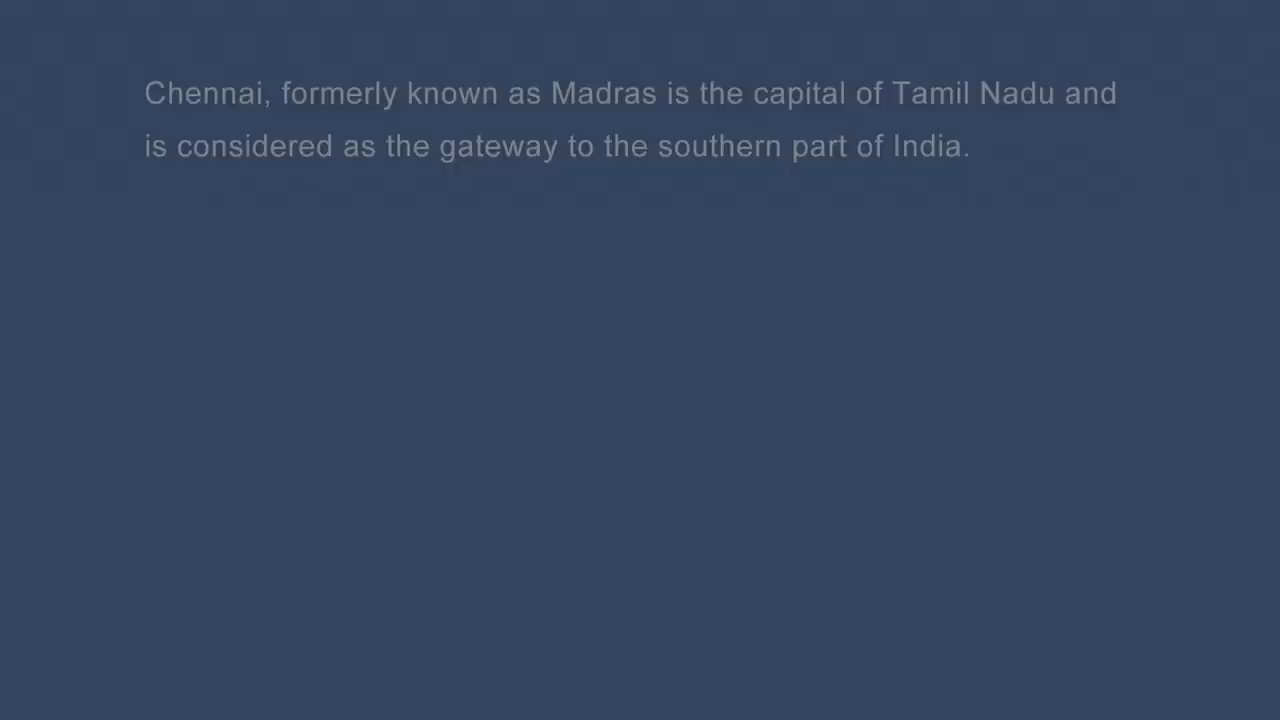 Chennai, formerly known as Madras is the capital of Tamil Nadu and
is considered as the gateway to the southern part of India.